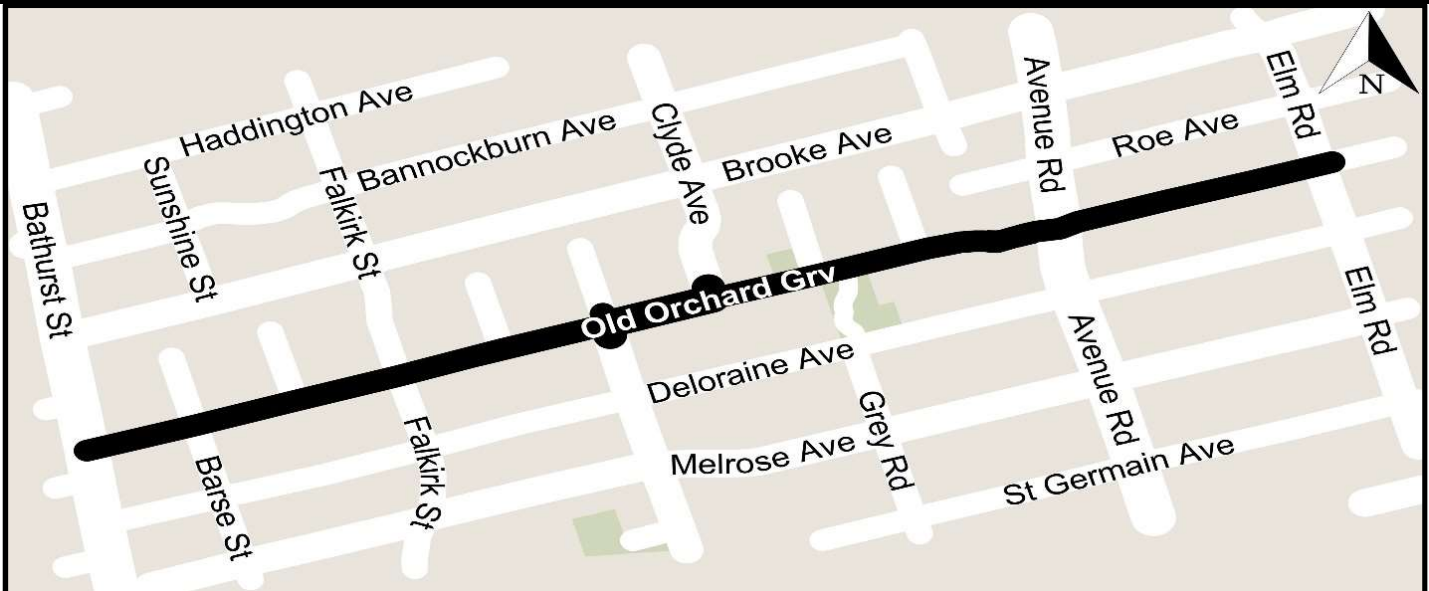 Haddington Ave
Sunshine St
Bathurst St
Falkirk St
Bannockburn Ave
Clyde Ave
Brooke Ave
Avenue Rd
Roe Ave
Elm Rd
N
Old Orchard Grv
Deloraine Ave
Elm Rd
Avenue Rd
Grey Rd
Melrose Ave
St Germain Ave
Falkirk St
Barse St